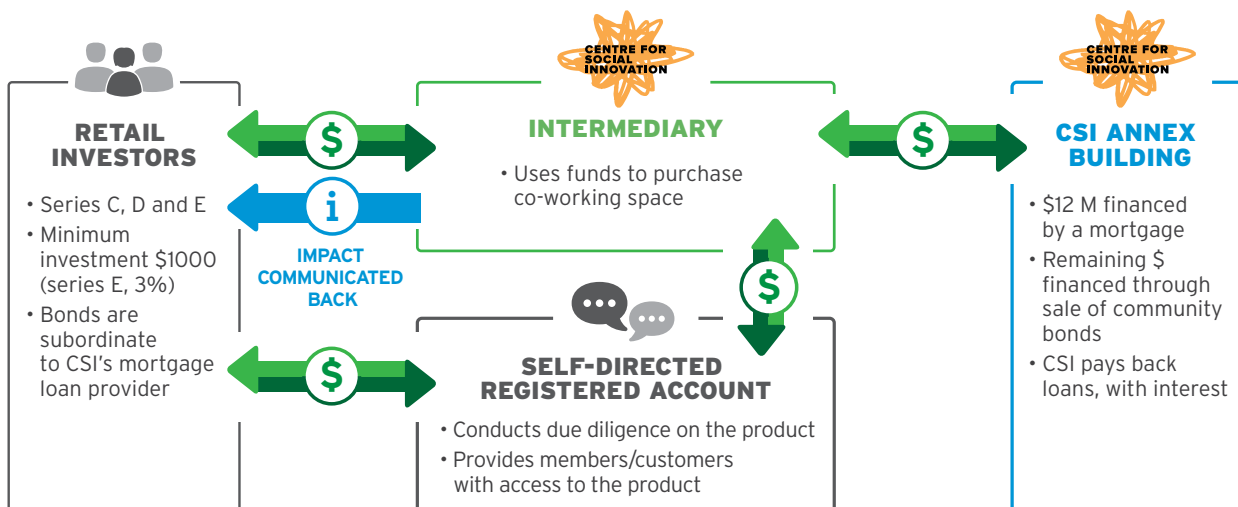 CENTRE FOR
SOCIAL
INNOVATION
CENTRE FOR
SOCIAL
INNOVATION
RETAIL
INVESTORS
• Series C, D and E
• Minimum
investment $1000
(series E, 3%)
• Bonds are
subordinate
to CSI's mortgage
loan provider
$
i
IMPACT
COMMUNICATED
BACK
$
INTERMEDIARY
• Uses funds to purchase
co-working space
$
$
SELF-DIRECTED
REGISTERED ACCOUNT
• Conducts due diligence on the product
• Provides members/customers
with access to the product
CSI ANNEX
BUILDING
• $12 M financed
by a mortgage
• Remaining $
financed through
sale of community
bonds
• CSI pays back
loans, with interest